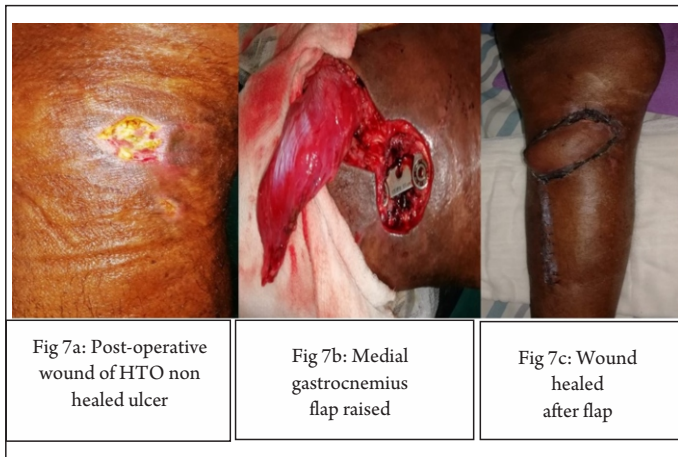 Fig 7a: Post-operative
wound of HTO non
healed ulcer
Fig 7b: Medial
gastrocnemius
flap raised
Fig 7c: Wound
healed
after flap